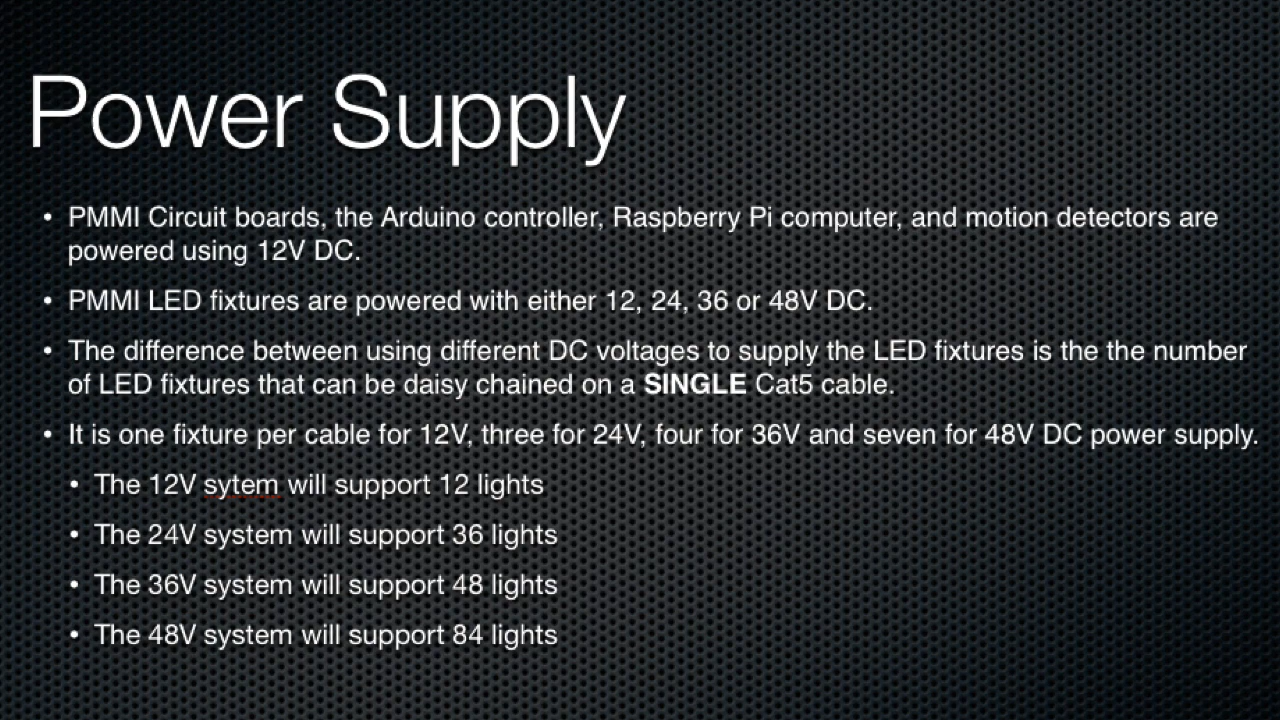 Power Supply
• PMMI Circuit boards, the Arduino controller, Raspberry Pi computer, and motion detectors are
powered using 12V DC.
• PMMI LED fixtures are powered with either 12, 24, 36 or 48V DC.
• The difference between using different DC voltages to supply the LED fixtures is the the number
of LED fixtures that can be daisy chained on a SINGLE Cat5 cable.
• It is one fixture per cable for 12V, three for 24V, four for 36V and seven for 48V DC power supply.
• The 12V sytem will support 12 lights
• The 24V system will support 36 lights
• The 36V system will support 48 lights
• The 48V system will support 84 lights